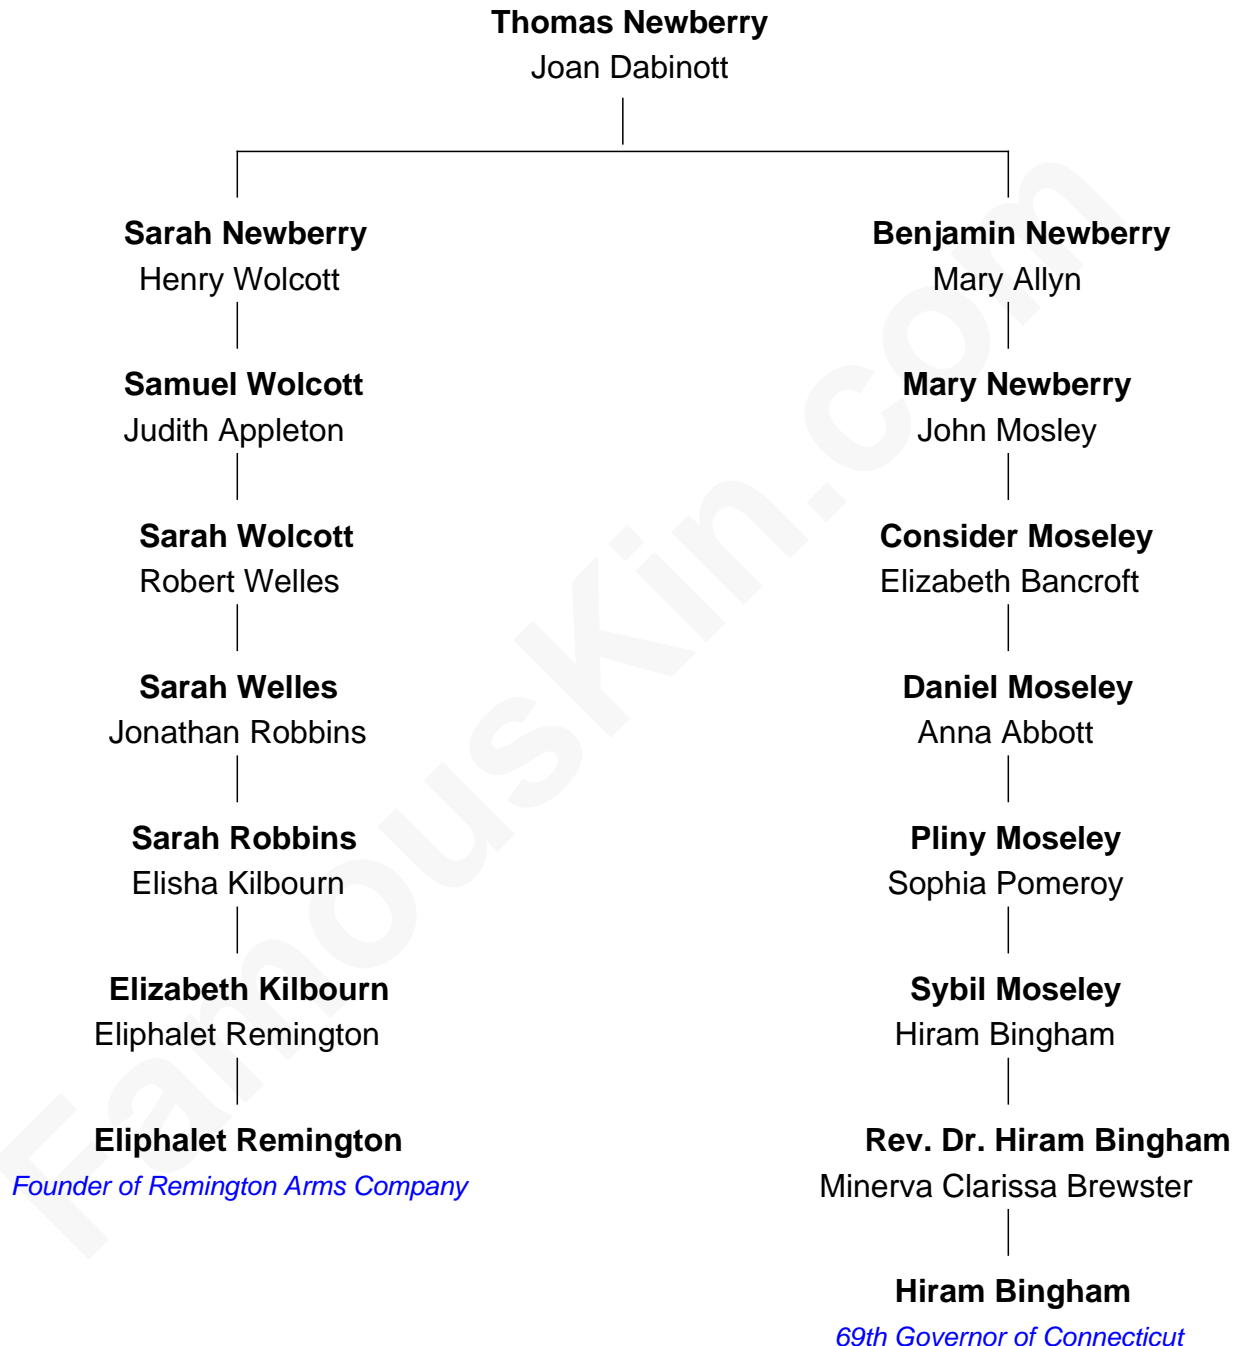 Thomas Newberry
Joan Dabinott
Sarah Newberry
Henry Wolcott
Benjamin Newberry
Mary Allyn
Samuel Wolcott
Judith Appleton
Mary Newberry
John Mosley
Sarah Wolcott
Robert Welles
Consider Moseley
Elizabeth Bancroft
Sarah Welles
Jonathan Robbins
Daniel Moseley
Anna Abbott
Sarah Robbins
Elisha Kilbourn
Pliny Moseley
Sophia Pomeroy
Elizabeth Kilbourn
Eliphalet Remington
Sybil Moseley
Hiram Bingham
Eliphalet Remington
Founder of Remington Arms Company
Rev. Dr. Hiram Bingham
Minerva Clarissa Brewster
Hiram Bingham
69th Governor of Connecticut
FamousKin.com